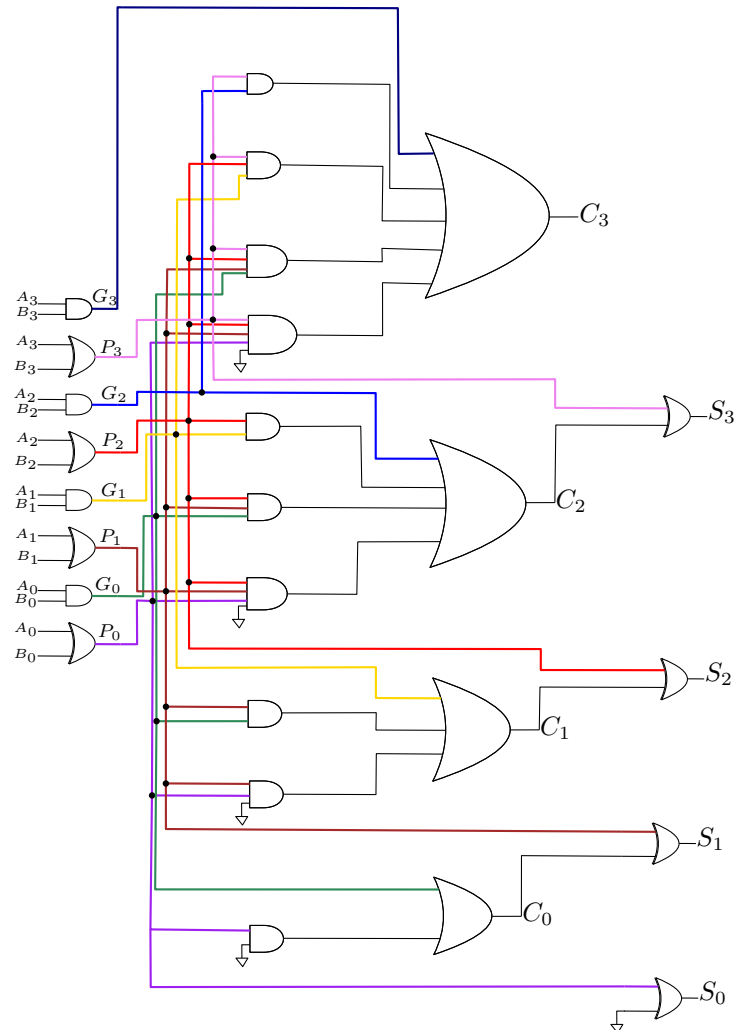 C₃
A₃ G₃
B₃
A₃ P₃
B₃
A₂ G₂
B₂
S₃
A₂ P₂
B₂
A₁ G₁
B₁
C₂
A₁ P₁
B₁
A₀ G₀
B₀
A₀ P₀
B₀
S₂
C₁
S₁
C₀
S₀